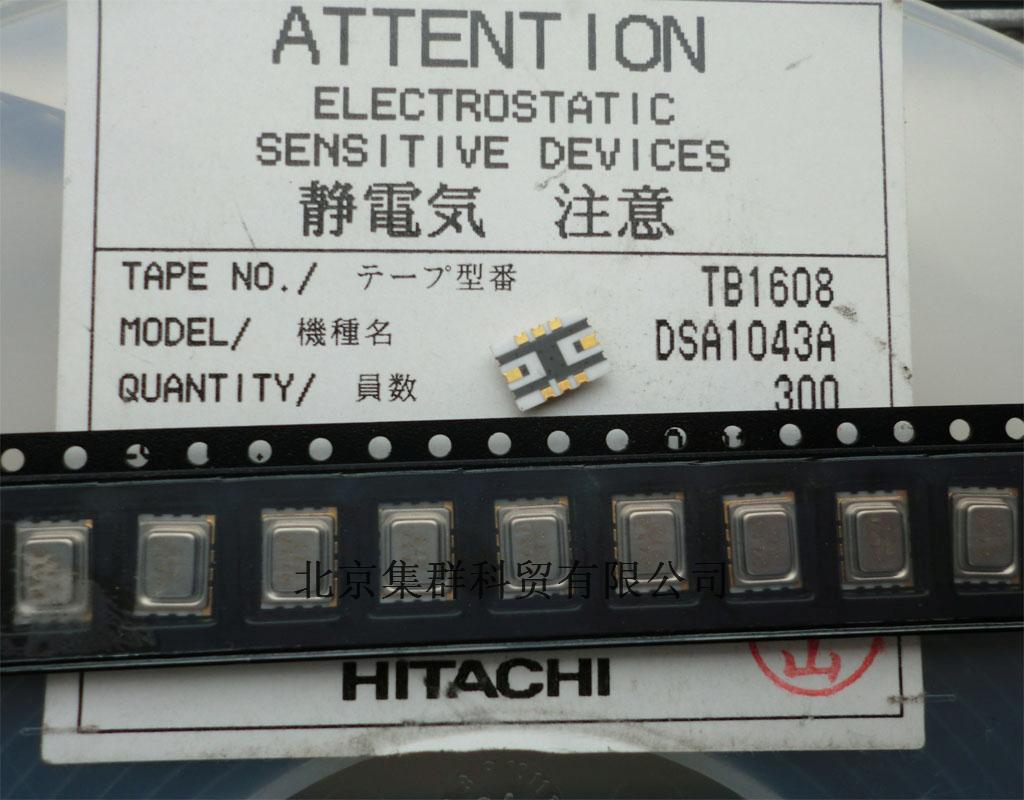 ATTENTION
ELECTROSTATIC
SENSITIVE DEVICES
静電気 注意
TAPE NO./ テープ型番 TB1608
MODEL/ 機種名 DSA1043A
QUANTITY/ 員数 300
北京集群科贸有限公司
HITACHI
山